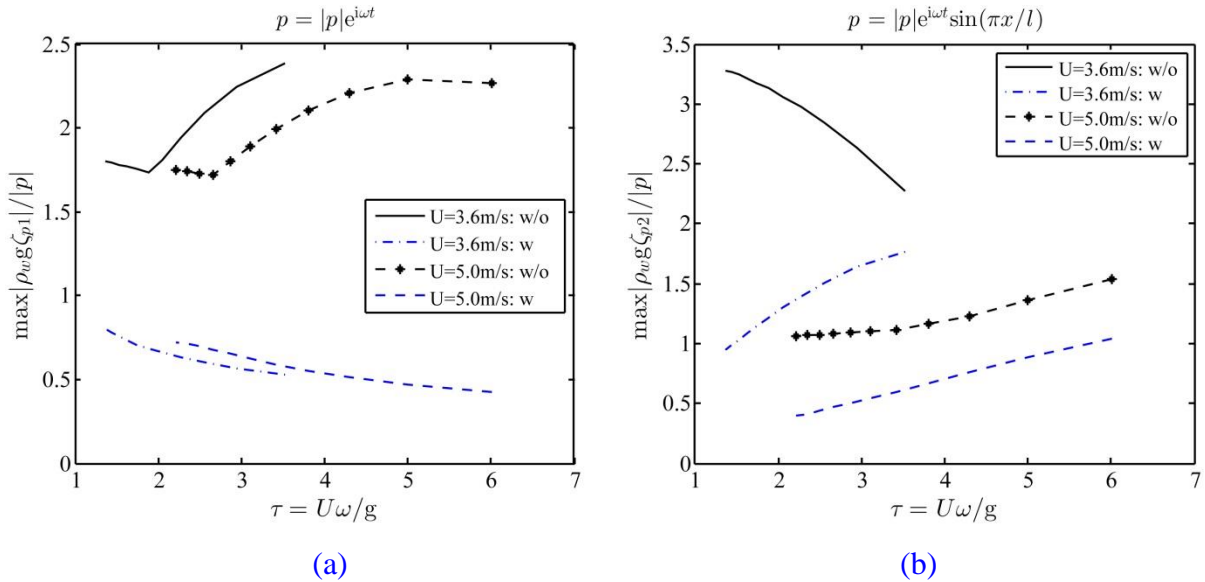 p = |p|e^{iωt}
max|ρ_w gζ_{p1}|/|p|
2.5
2
1.5
1
0.5
0
U=3.6m/s: w/o
U=3.6m/s: w
U=5.0m/s: w/o
U=5.0m/s: w
1 2 3 4 5 6 7
τ = Uω/g
(a)
p = |p|e^{iωt}sin(πx/l)
max|ρ_w gζ_{p2}|/|p|
3.5
3
2.5
2
1.5
1
0.5
0
U=3.6m/s: w/o
U=3.6m/s: w
U=5.0m/s: w/o
U=5.0m/s: w
1 2 3 4 5 6 7
τ = Uω/g
(b)